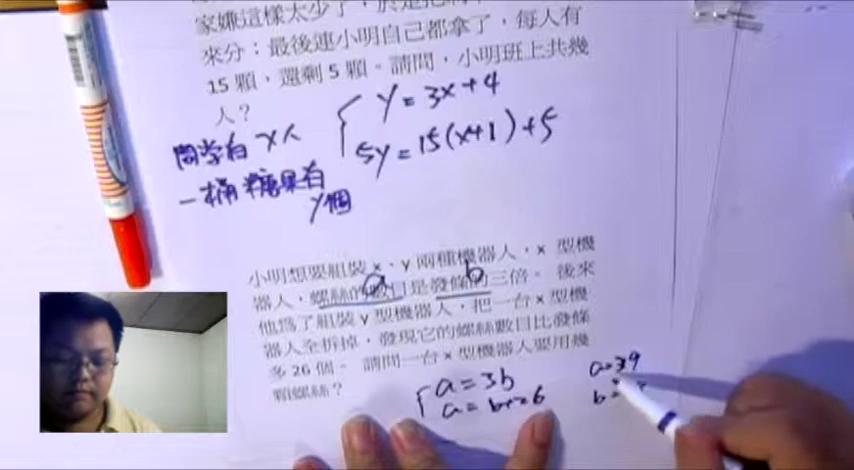 家嫌這樣太少了,於是把
來分:最後連小明自己都拿了,每人有
15 顆,還剩 5 顆。請問,小明班上共幾
人?
y = 3x + 4
5y = 15(x+1) + 5
同學有 x 人
一桶糖果有
y 個
小明想要組裝 x、y 兩種機器人,x 型機
器人,螺絲的數目是發條的三倍。後來
a b
他為了組裝 y 型機器人,把一台 x 型機
器人全拆掉,發現它的螺絲數目比發條
多 26 個。請問一台 x 型機器人要用幾
顆螺絲?
a = 3b
a = b+26
a=39
b=